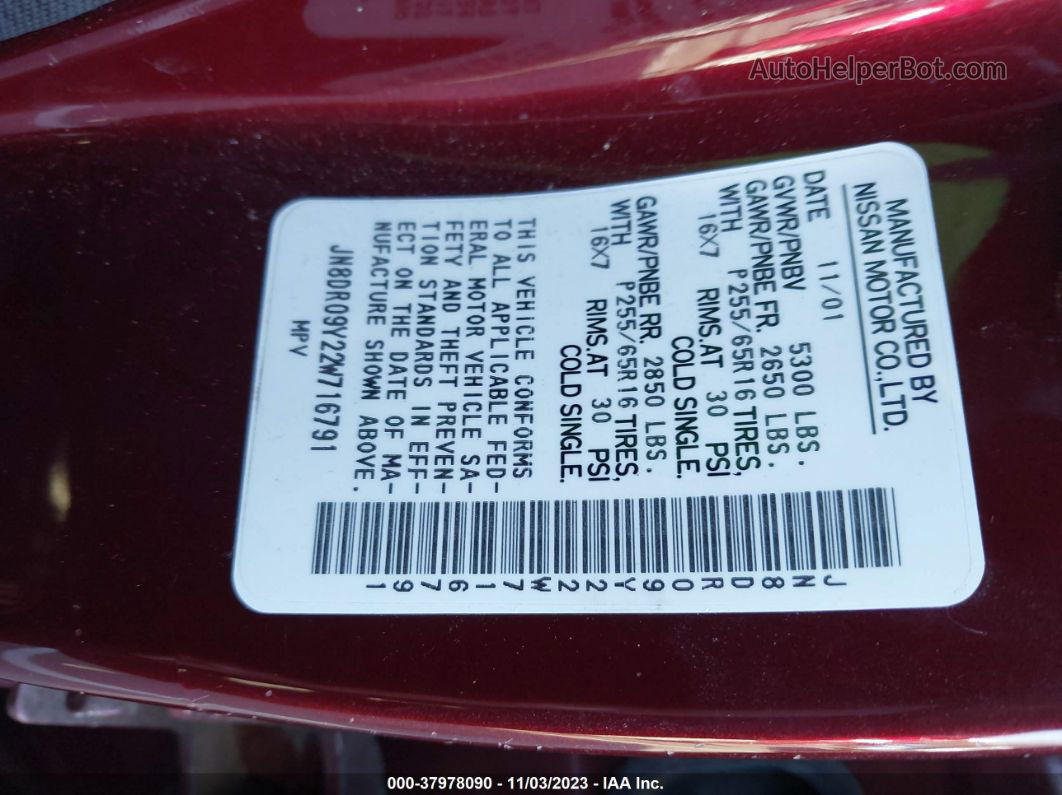 AutoHelperBot.com
MANUFACTURED BY
NISSAN MOTOR CO.,LTD.
DATE 11/01
GVWR/PNBV 5300 LBS.
GAWR/PNBE FR. 2650 LBS.
WITH P255/65R16 TIRES,
16X7 RIMS.AT 30 PSI
COLD SINGLE.
GAWR/PNBE RR. 2850 LBS.
WITH P255/65R16 TIRES,
16X7 RIMS.AT 30 PSI
COLD SINGLE.
THIS VEHICLE CONFORMS
TO ALL APPLICABLE FED-
ERAL MOTOR VEHICLE SA-
FETY AND THEFT PREVEN-
TION STANDARDS IN EFF-
ECT ON THE DATE OF MA-
NUFACTURE SHOWN ABOVE.
JN8DR09Y22W716791
MPV
JN8DR09Y22W716791
000-37978090 - 11/03/2023 - IAA Inc.